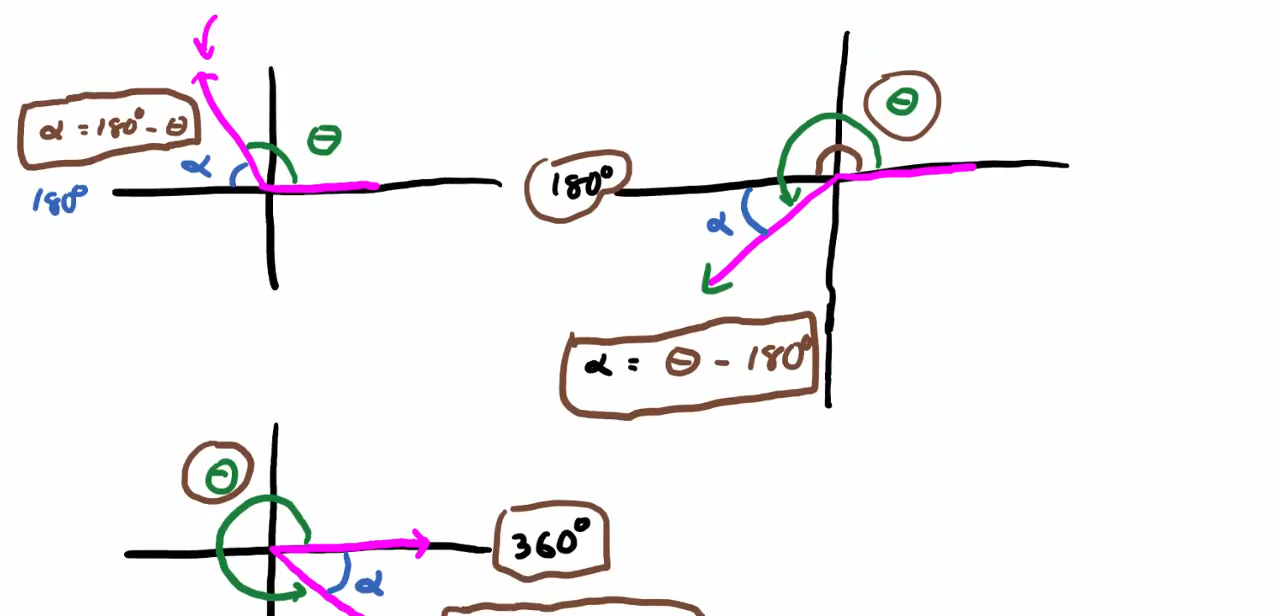 θ
α = 180° - θ
θ
α
180°
180°
α
α = θ - 180°
θ
360°
α